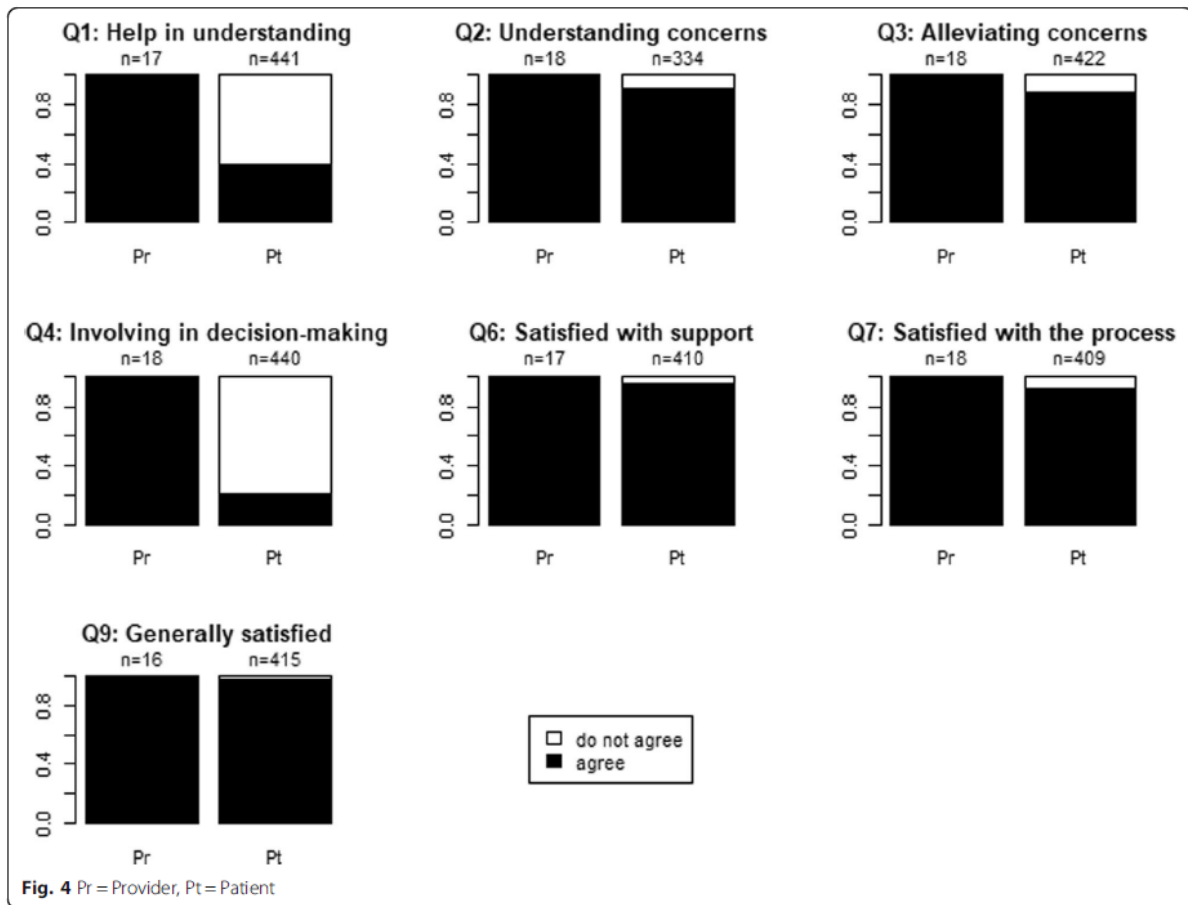 Q1: Help in understanding
n=17 n=441
0.0 0.4 0.8
Pr Pt
Q2: Understanding concerns
n=18 n=334
0.0 0.4 0.8
Pr Pt
Q3: Alleviating concerns
n=18 n=422
0.0 0.4 0.8
Pr Pt
Q4: Involving in decision-making
n=18 n=440
0.0 0.4 0.8
Pr Pt
Q6: Satisfied with support
n=17 n=410
0.0 0.4 0.8
Pr Pt
Q7: Satisfied with the process
n=18 n=409
0.0 0.4 0.8
Pr Pt
Q9: Generally satisfied
n=16 n=415
0.0 0.4 0.8
Pr Pt
do not agree
agree
Fig. 4 Pr = Provider, Pt = Patient